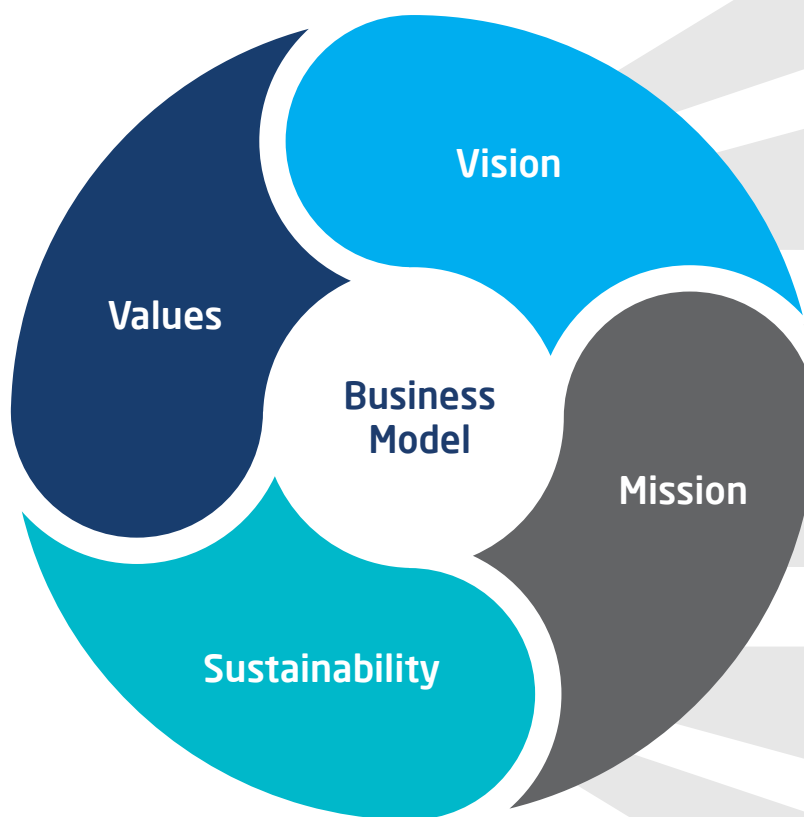 Vision
Values
Business
Model
Mission
Sustainability